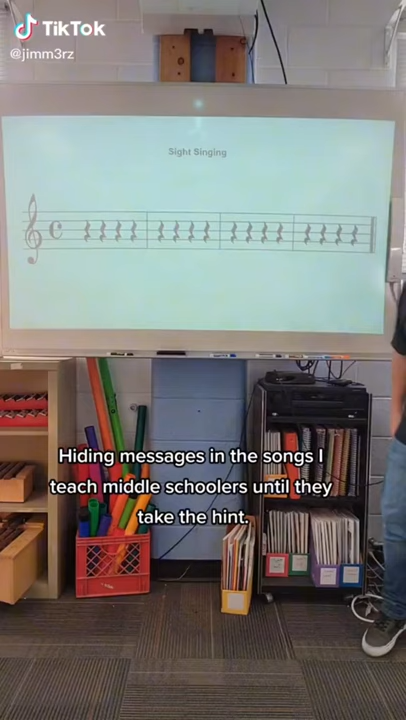 TikTok
@jimm3rz
Sight Singing
Hiding messages in the songs I
teach middle schoolers until they
take the hint.